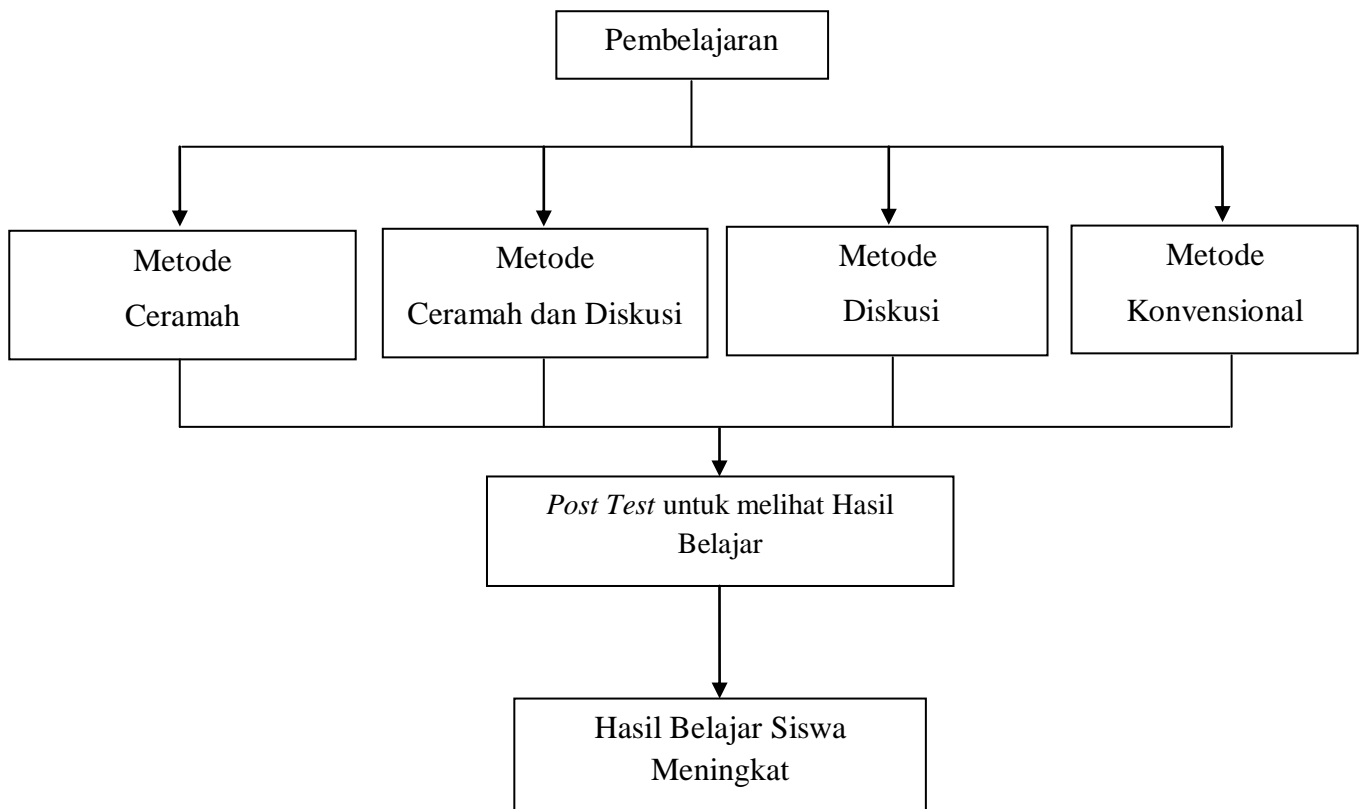 Pembelajaran
Metode
Ceramah
Metode
Ceramah dan Diskusi
Metode
Diskusi
Metode
Konvensional
Post Test untuk melihat Hasil
Belajar
Hasil Belajar Siswa
Meningkat